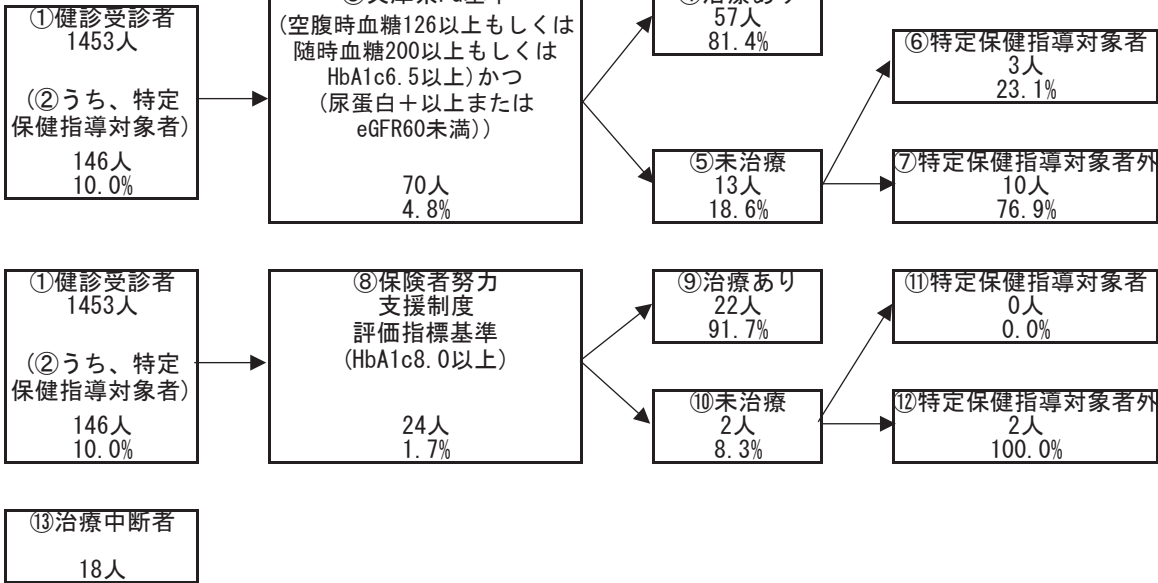 ①健診受診者
1453人
(②うち、特定
保健指導対象者)
146人
10.0%
(空腹時血糖126以上もしくは
随時血糖200以上もしくは
HbA1c6.5以上)かつ
(尿蛋白＋以上または
eGFR60未満))
70人
4.8%
57人
81.4%
⑤未治療
13人
18.6%
⑥特定保健指導対象者
3人
23.1%
⑦特定保健指導対象者外
10人
76.9%
①健診受診者
1453人
(②うち、特定
保健指導対象者)
146人
10.0%
⑧保険者努力
支援制度
評価指標基準
(HbA1c8.0以上)
24人
1.7%
⑨治療あり
22人
91.7%
⑩未治療
2人
8.3%
⑪特定保健指導対象者
0人
0.0%
⑫特定保健指導対象者外
2人
100.0%
⑬治療中断者
18人